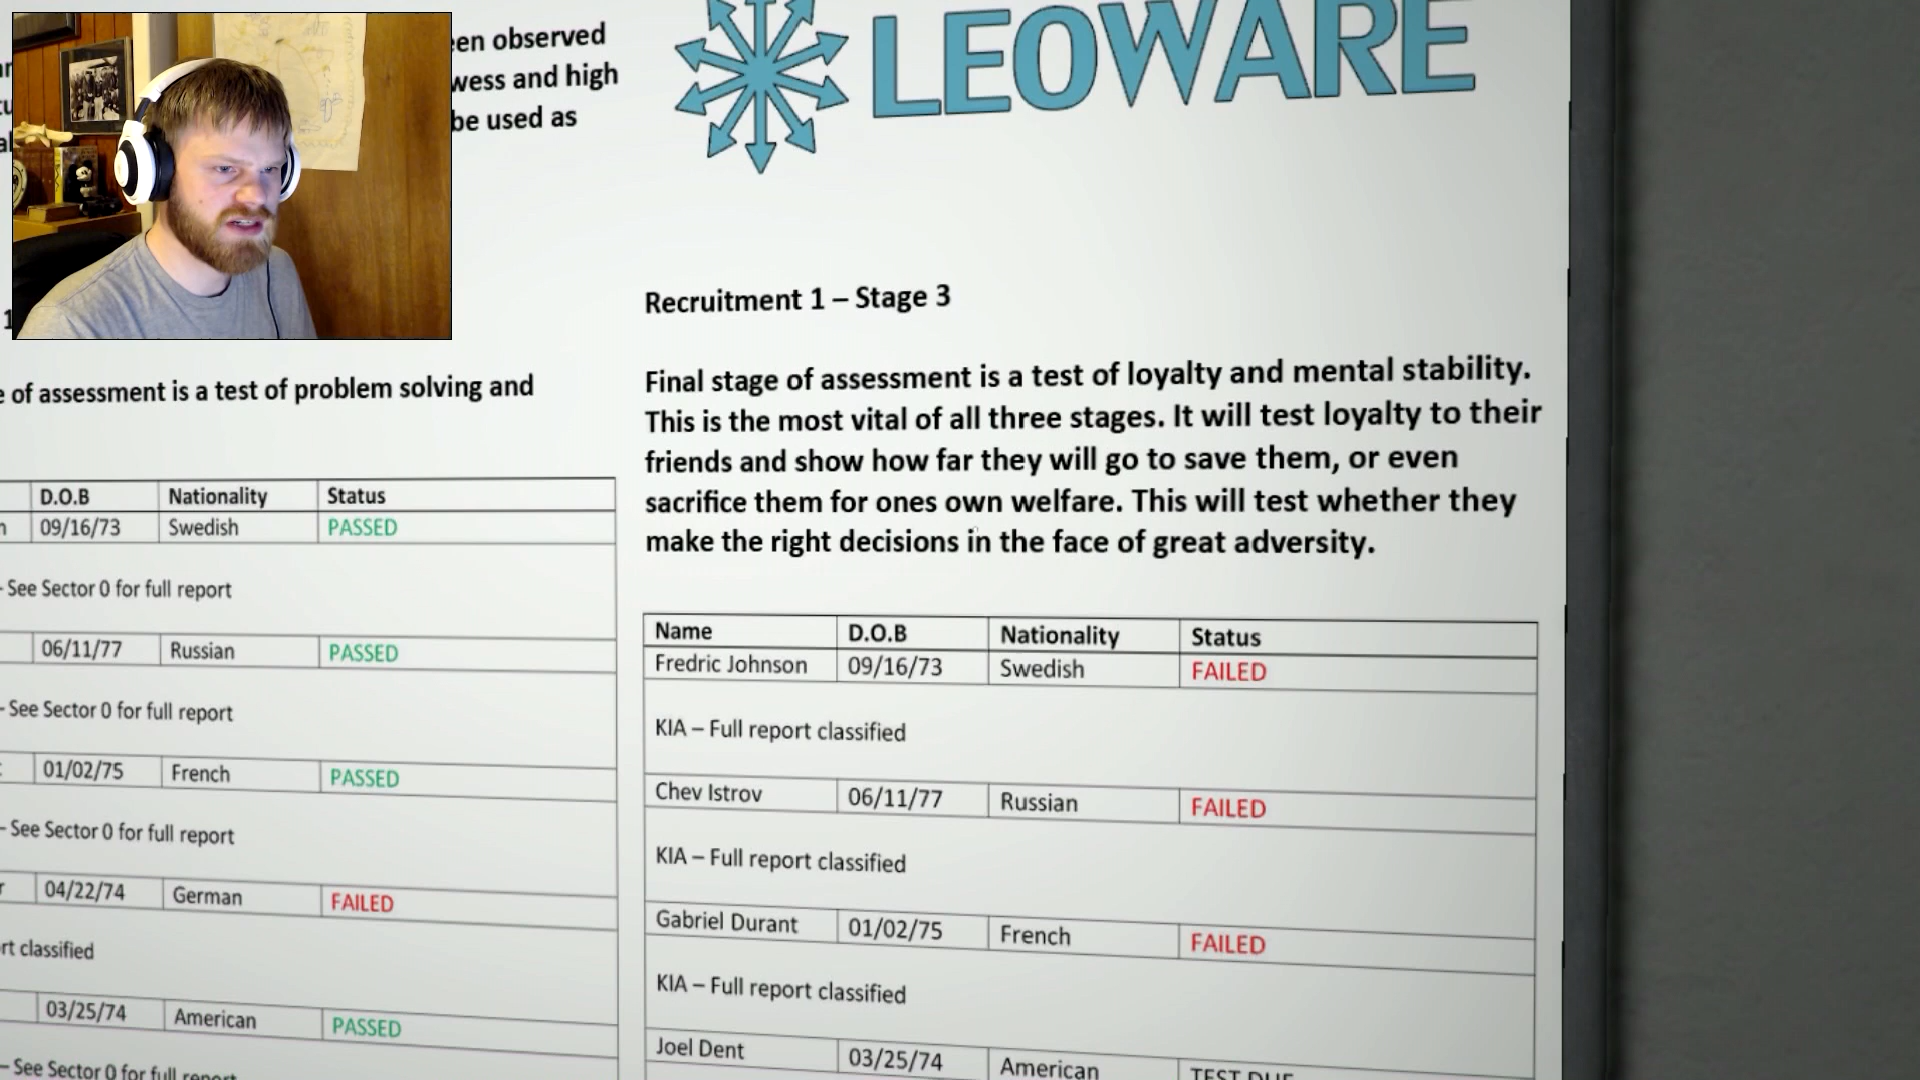 een observed
wess and high
be used as
e of assessment is a test of problem solving and
D.O.B Nationality Status
09/16/73 Swedish PASSED
- See Sector 0 for full report
06/11/77 Russian PASSED
- See Sector 0 for full report
01/02/75 French PASSED
- See Sector 0 for full report
04/22/74 German FAILED
rt classified
03/25/74 American PASSED
- See Sector 0 for full report
LEOWARE
Recruitment 1 – Stage 3
Final stage of assessment is a test of loyalty and mental stability.
This is the most vital of all three stages. It will test loyalty to their
friends and show how far they will go to save them, or even
sacrifice them for ones own welfare. This will test whether they
make the right decisions in the face of great adversity.
Name D.O.B Nationality Status
Fredric Johnson 09/16/73 Swedish FAILED
KIA – Full report classified
Chev Istrov 06/11/77 Russian FAILED
KIA – Full report classified
Gabriel Durant 01/02/75 French FAILED
KIA – Full report classified
Joel Dent 03/25/74 American TEST DUE